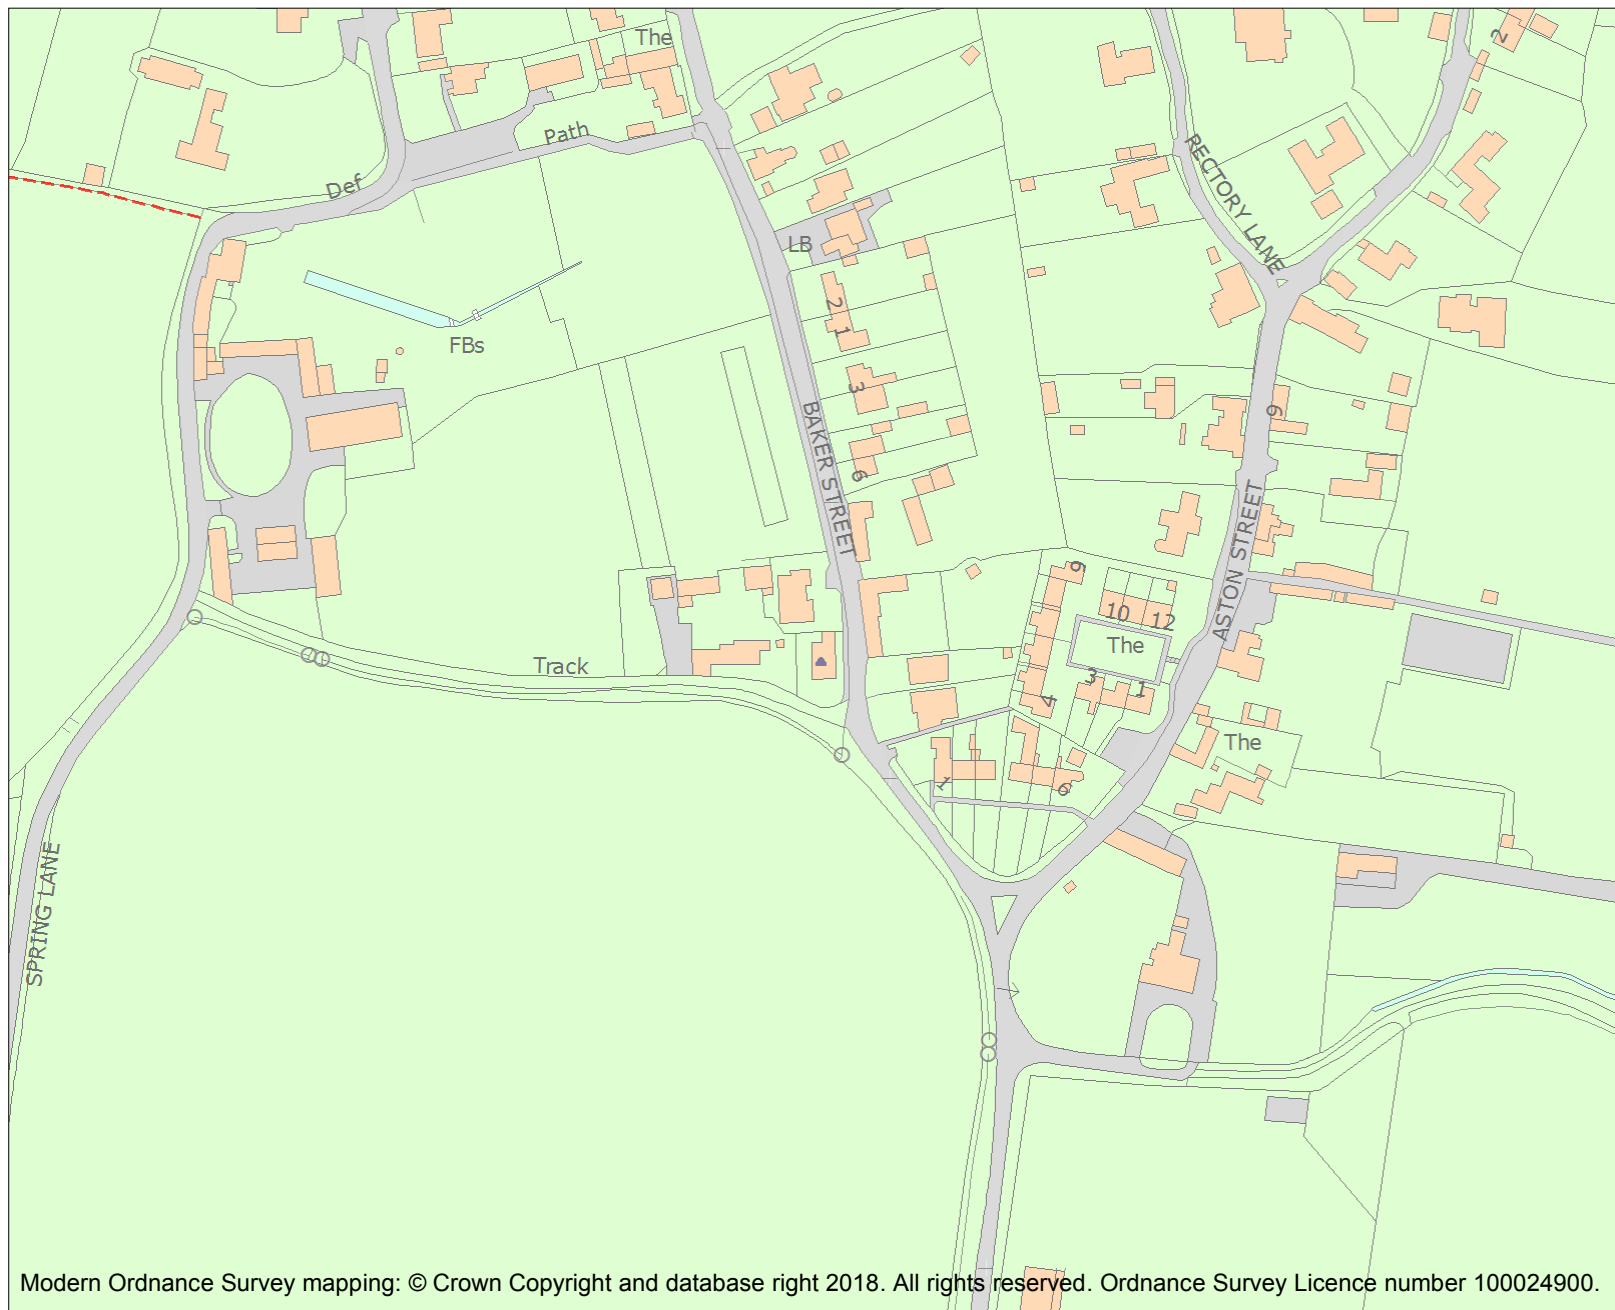 The
2
Path
RECTORY LANE
Def
LB
2
1
FBs
3
9
BAKER STREET
6
ASTON STREET
9
10
12
The
Track
3
1
4
The
1
6
SPRING LANE
Modern Ordnance Survey mapping: © Crown Copyright and database right 2018. All rights reserved. Ordnance Survey Licence number 100024900.